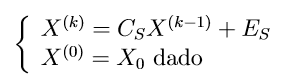 X^{(k)} = C_S X^{(k-1)} + E_S
X^{(0)} = X_0 dado